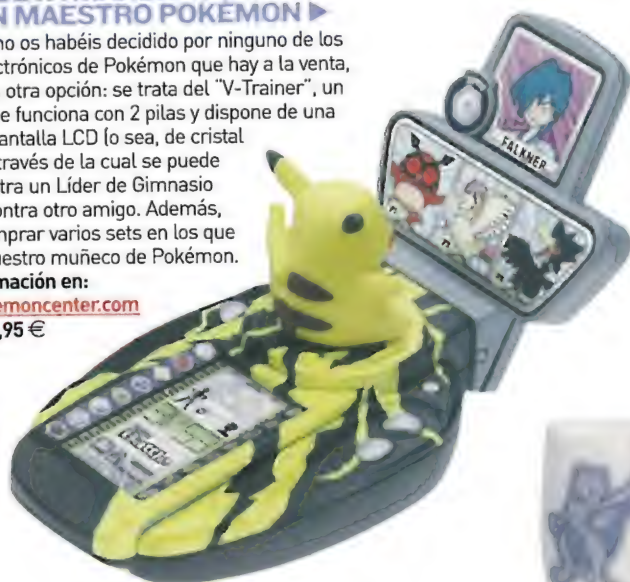 N MAESTRO POKÉMON ▶
no os habéis decidido por ninguno de los
ctrónicos de Pokémon que hay a la venta,
otra opción: se trata del "V-Trainer", un
e funciona con 2 pilas y dispone de una
antalla LCD (o sea, de cristal
través de la cual se puede
tra un Líder de Gimnasio
ontra otro amigo. Además,
mprar varios sets en los que
estro muñeco de Pokémon.
mación en:
emoncenter.com
,95 €
FALKNER